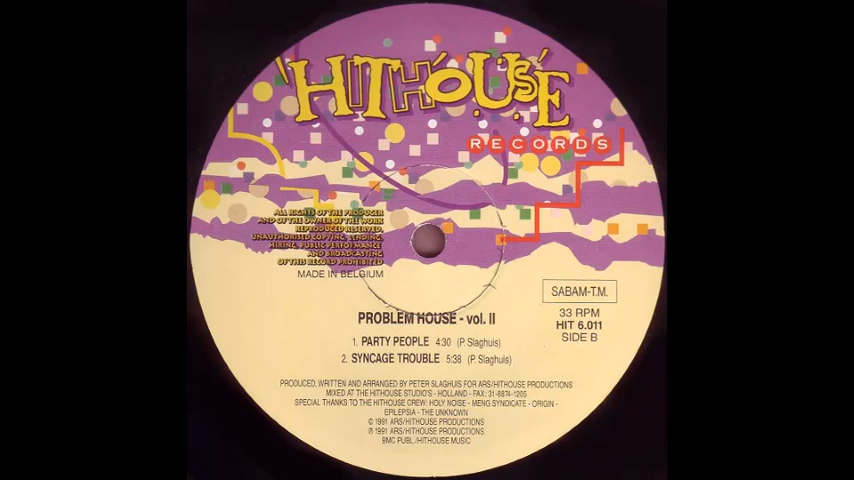 HITHOUSE
RECORDS
ALL RIGHTS OF THE PRODUCER
AND OF THE OWNER OF THE WORK
REPRODUCED RESERVED.
UNAUTHORISED COPYING, LENDING,
HIRING, PUBLIC PERFORMANCE
AND BROADCASTING
OF THIS RECORD PROHIBITED
MADE IN BELGIUM
SABAM-T.M.
33 RPM
HIT 6.011
SIDE B
PROBLEM HOUSE - vol. II
1. PARTY PEOPLE 4:30 (P. Slaghuis)
2. SYNCAGE TROUBLE 5:38 (P. Slaghuis)
PRODUCED, WRITTEN AND ARRANGED BY PETER SLAGHUIS FOR ARS/HITHOUSE PRODUCTIONS
MIXED AT THE HITHOUSE STUDIO'S - HOLLAND - FAX: 31-8874-1205
SPECIAL THANKS TO THE HITHOUSE CREW: HOLY NOISE - MENG SYNDICATE - ORIGIN -
EPILEPSIA - THE UNKNOWN
© 1991 ARS/HITHOUSE PRODUCTIONS
℗ 1991 ARS/HITHOUSE PRODUCTIONS
BMC PUBL./HITHOUSE MUSIC